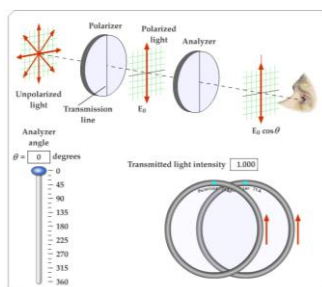 Polarizer
Polarized
light
Analyzer
Unpolarized
light
Transmission
line
E₀
E₀ cos θ
Analyzer
angle
θ = 0 degrees
0
45
90
135
180
225
270
315
360
Transmitted light intensity 1.000